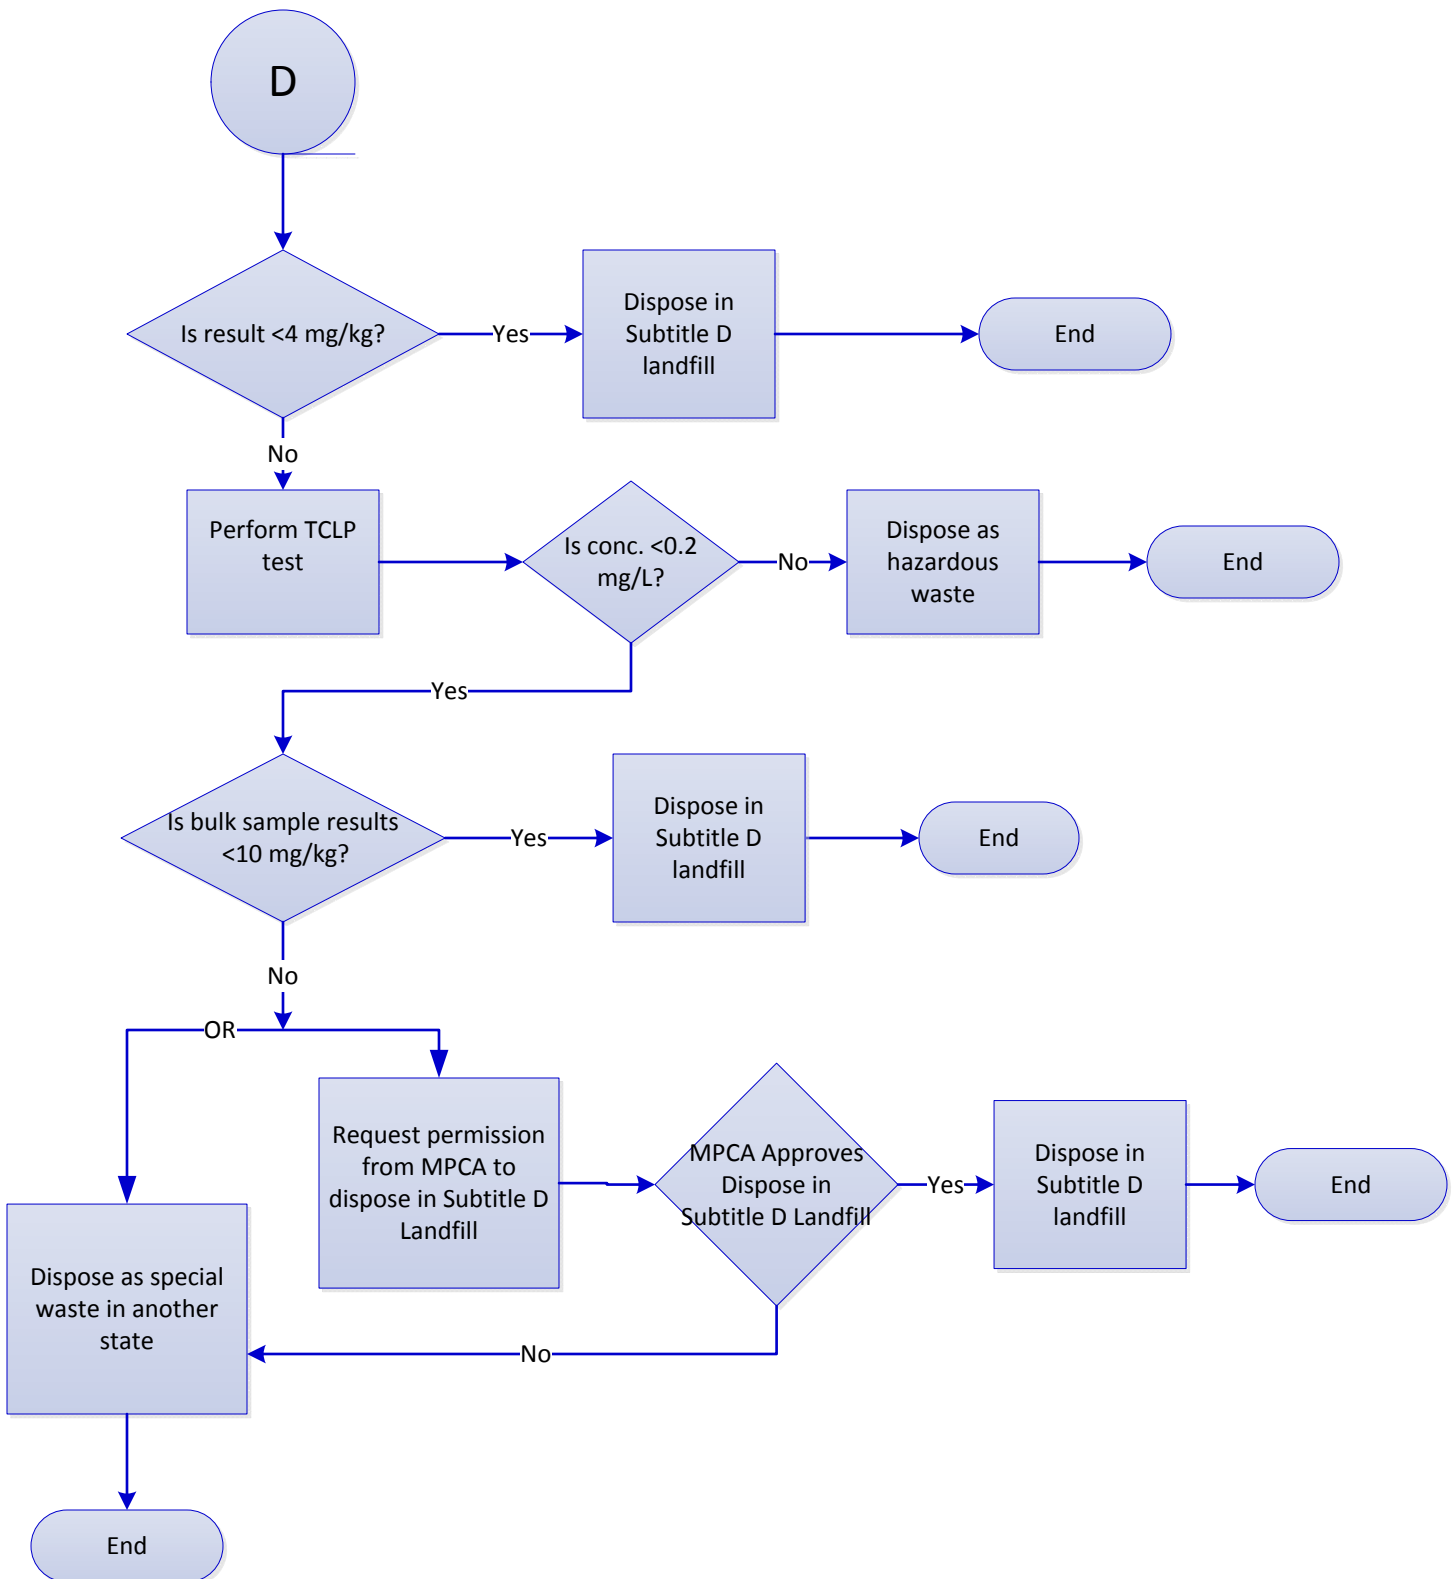 D
Is result <4 mg/kg?
Yes
Dispose in
Subtitle D
landfill
End
No
Perform TCLP
test
Is conc. <0.2
mg/L?
No
Dispose as
hazardous
waste
End
Yes
Is bulk sample results
<10 mg/kg?
Yes
Dispose in
Subtitle D
landfill
End
No
OR
Request permission
from MPCA to
dispose in Subtitle D
Landfill
MPCA Approves
Dispose in
Subtitle D Landfill
Yes
Dispose in
Subtitle D
landfill
End
Dispose as special
waste in another
state
No
End